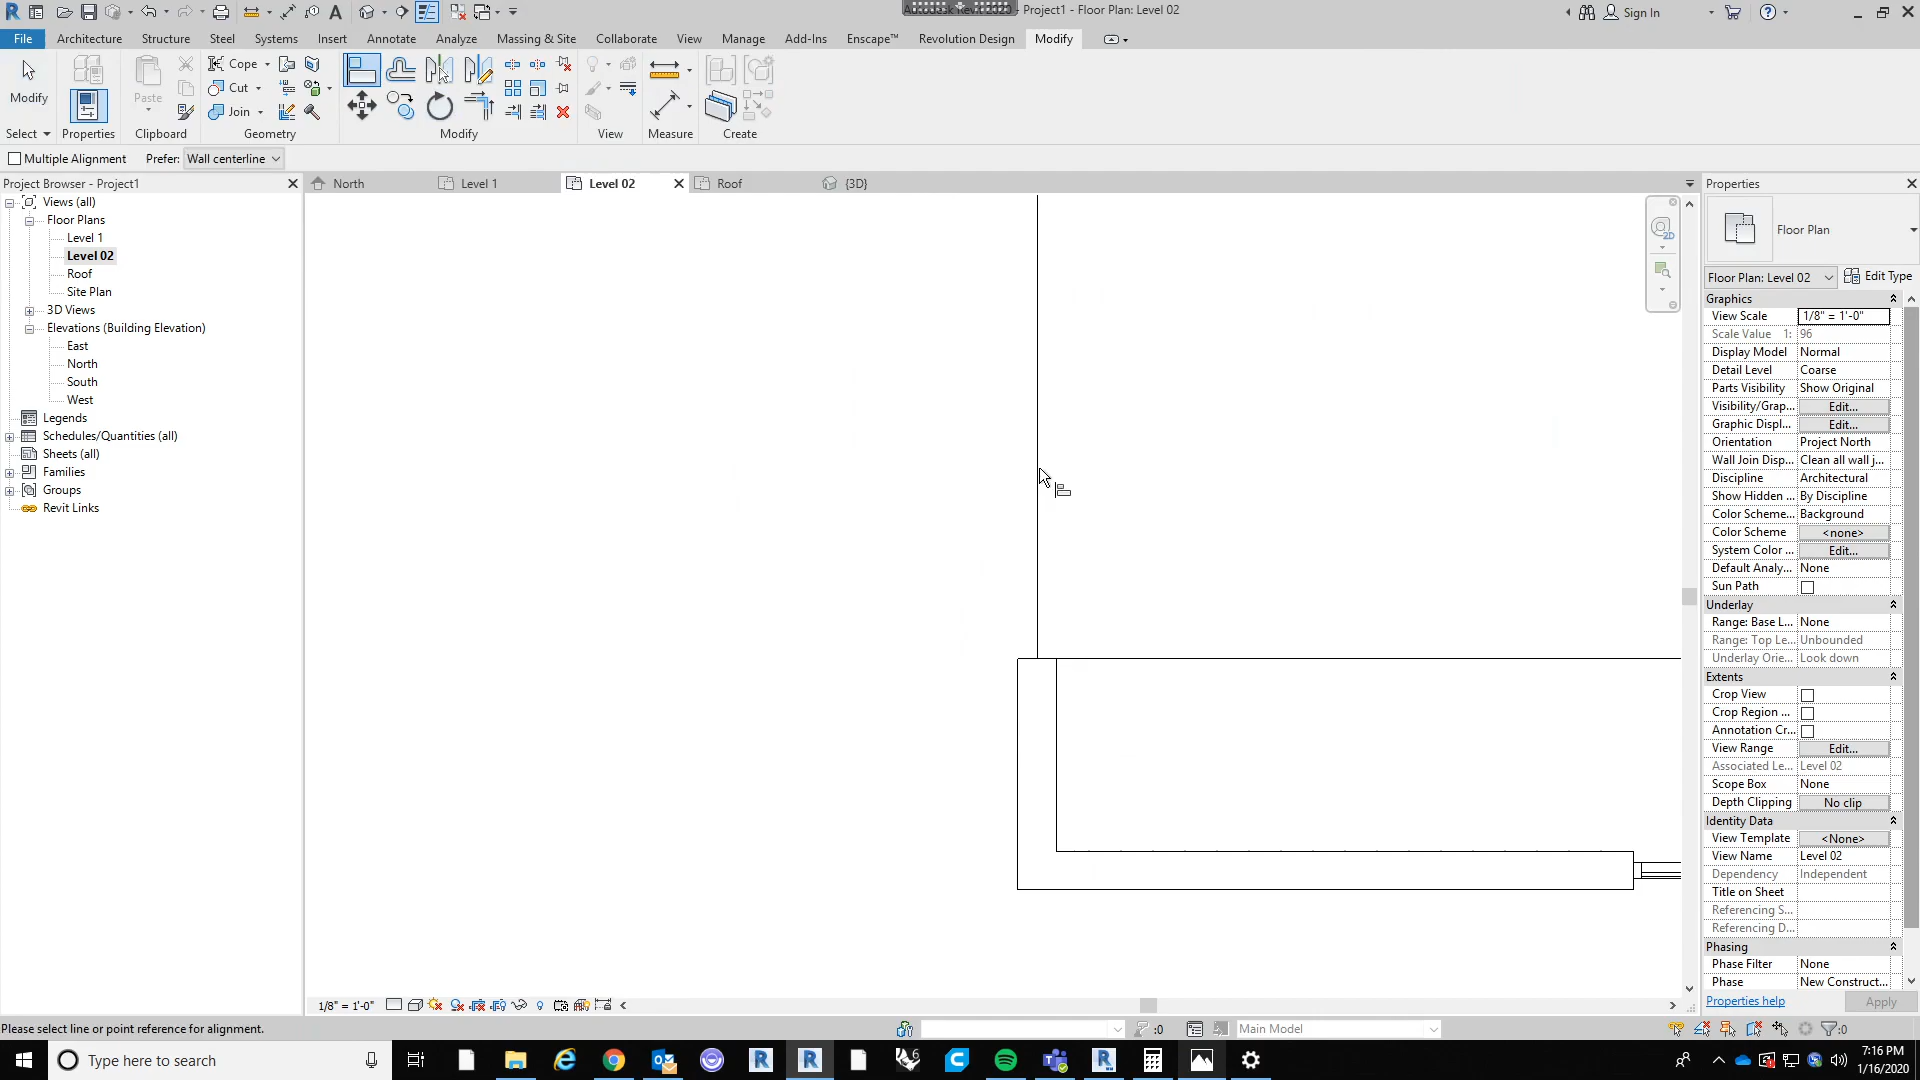 Project1 - Floor Plan: Level 02
Sign In
File
Architecture
Structure
Steel
Systems
Insert
Annotate
Analyze
Massing & Site
Collaborate
View
Manage
Add-Ins
Enscape™
Revolution Design
Modify
Modify
Paste
Cope
Cut
Join
Select
Properties
Clipboard
Geometry
Modify
View
Measure
Create
Multiple Alignment
Prefer:
Wall centerline
Project Browser - Project1
North
Level 1
Level 02
Roof
{3D}
Properties
Views (all)
Floor Plans
Level 1
Level 02
Roof
Site Plan
3D Views
Elevations (Building Elevation)
East
North
South
West
Legends
Schedules/Quantities (all)
Sheets (all)
Families
Groups
Revit Links
2D
Floor Plan
Floor Plan: Level 02
Edit Type
Graphics
View Scale 1/8" = 1'-0"
Scale Value 1: 96
Display Model Normal
Detail Level Coarse
Parts Visibility Show Original
Visibility/Grap... Edit...
Graphic Displ... Edit...
Orientation Project North
Wall Join Disp... Clean all wall j...
Discipline Architectural
Show Hidden ... By Discipline
Color Scheme... Background
Color Scheme <none>
System Color ... Edit...
Default Analy... None
Sun Path
Underlay
Range: Base L... None
Range: Top Le... Unbounded
Underlay Orie... Look down
Extents
Crop View
Crop Region ...
Annotation Cr...
View Range Edit...
Associated Le... Level 02
Scope Box None
Depth Clipping No clip
Identity Data
View Template <None>
View Name Level 02
Dependency Independent
Title on Sheet
Referencing S...
Referencing D...
Phasing
Phase Filter None
Phase New Construct...
Properties help
Apply
1/8" = 1'-0"
Please select line or point reference for alignment.
:0
Main Model
:0
Type here to search
7:16 PM
1/16/2020